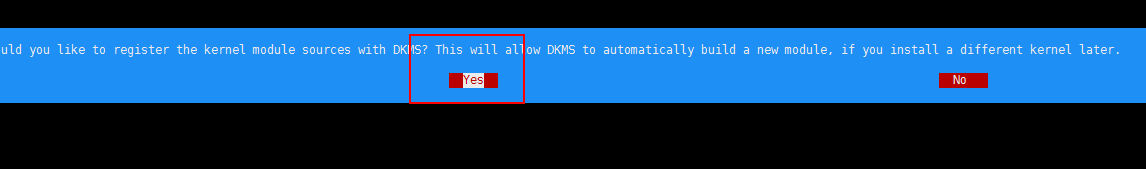 uld you like to register the kernel module sources with DKMS? This will allow DKMS to automatically build a new module, if you install a different kernel later.
Yes No